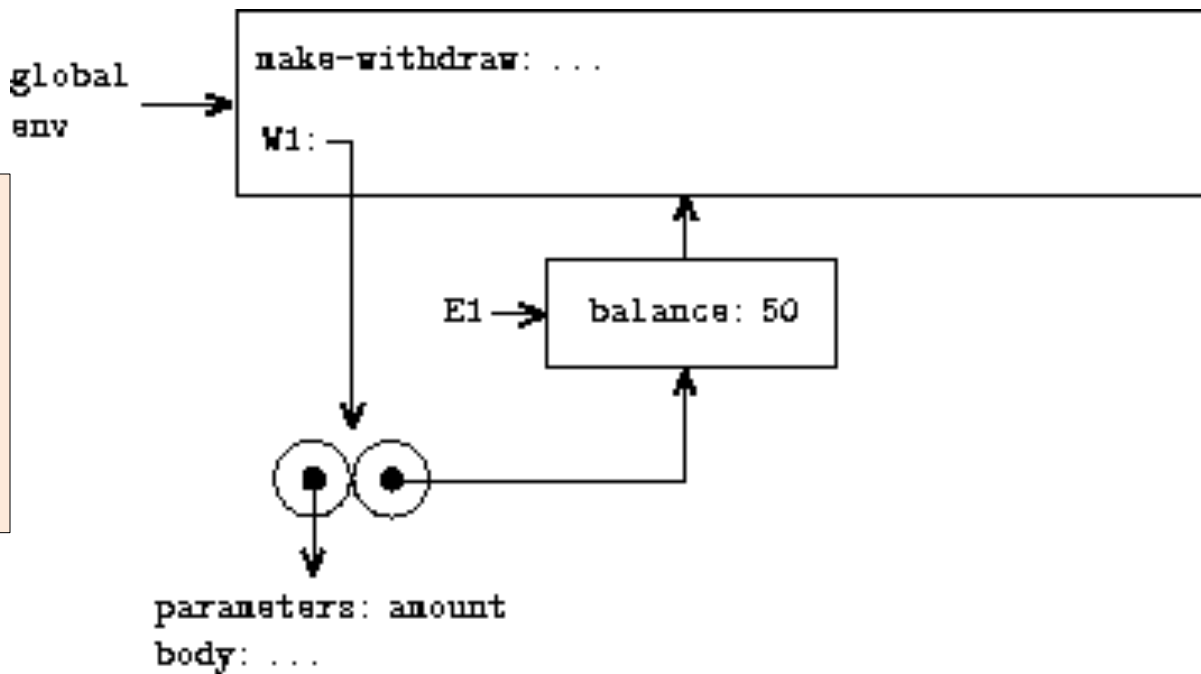 make-withdraw: ...
global
env
W1:
E1
balance: 50
parameters: amount
body: ...